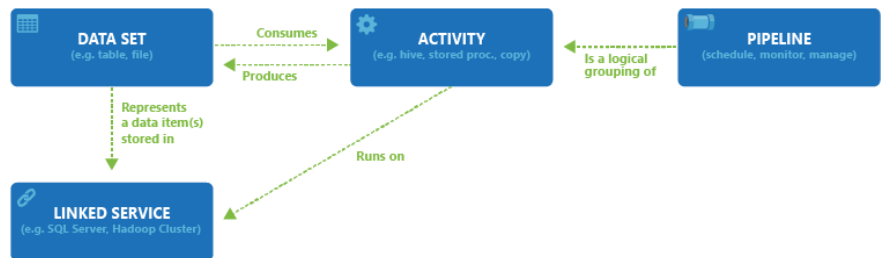 DATA SET
(e.g. table, file)
Consumes
Produces
ACTIVITY
(e.g. hive, stored proc., copy)
Is a logical
grouping of
PIPELINE
(schedule, monitor, manage)
Represents
a data item(s)
stored in
Runs on
LINKED SERVICE
(e.g. SQL Server, Hadoop Cluster)